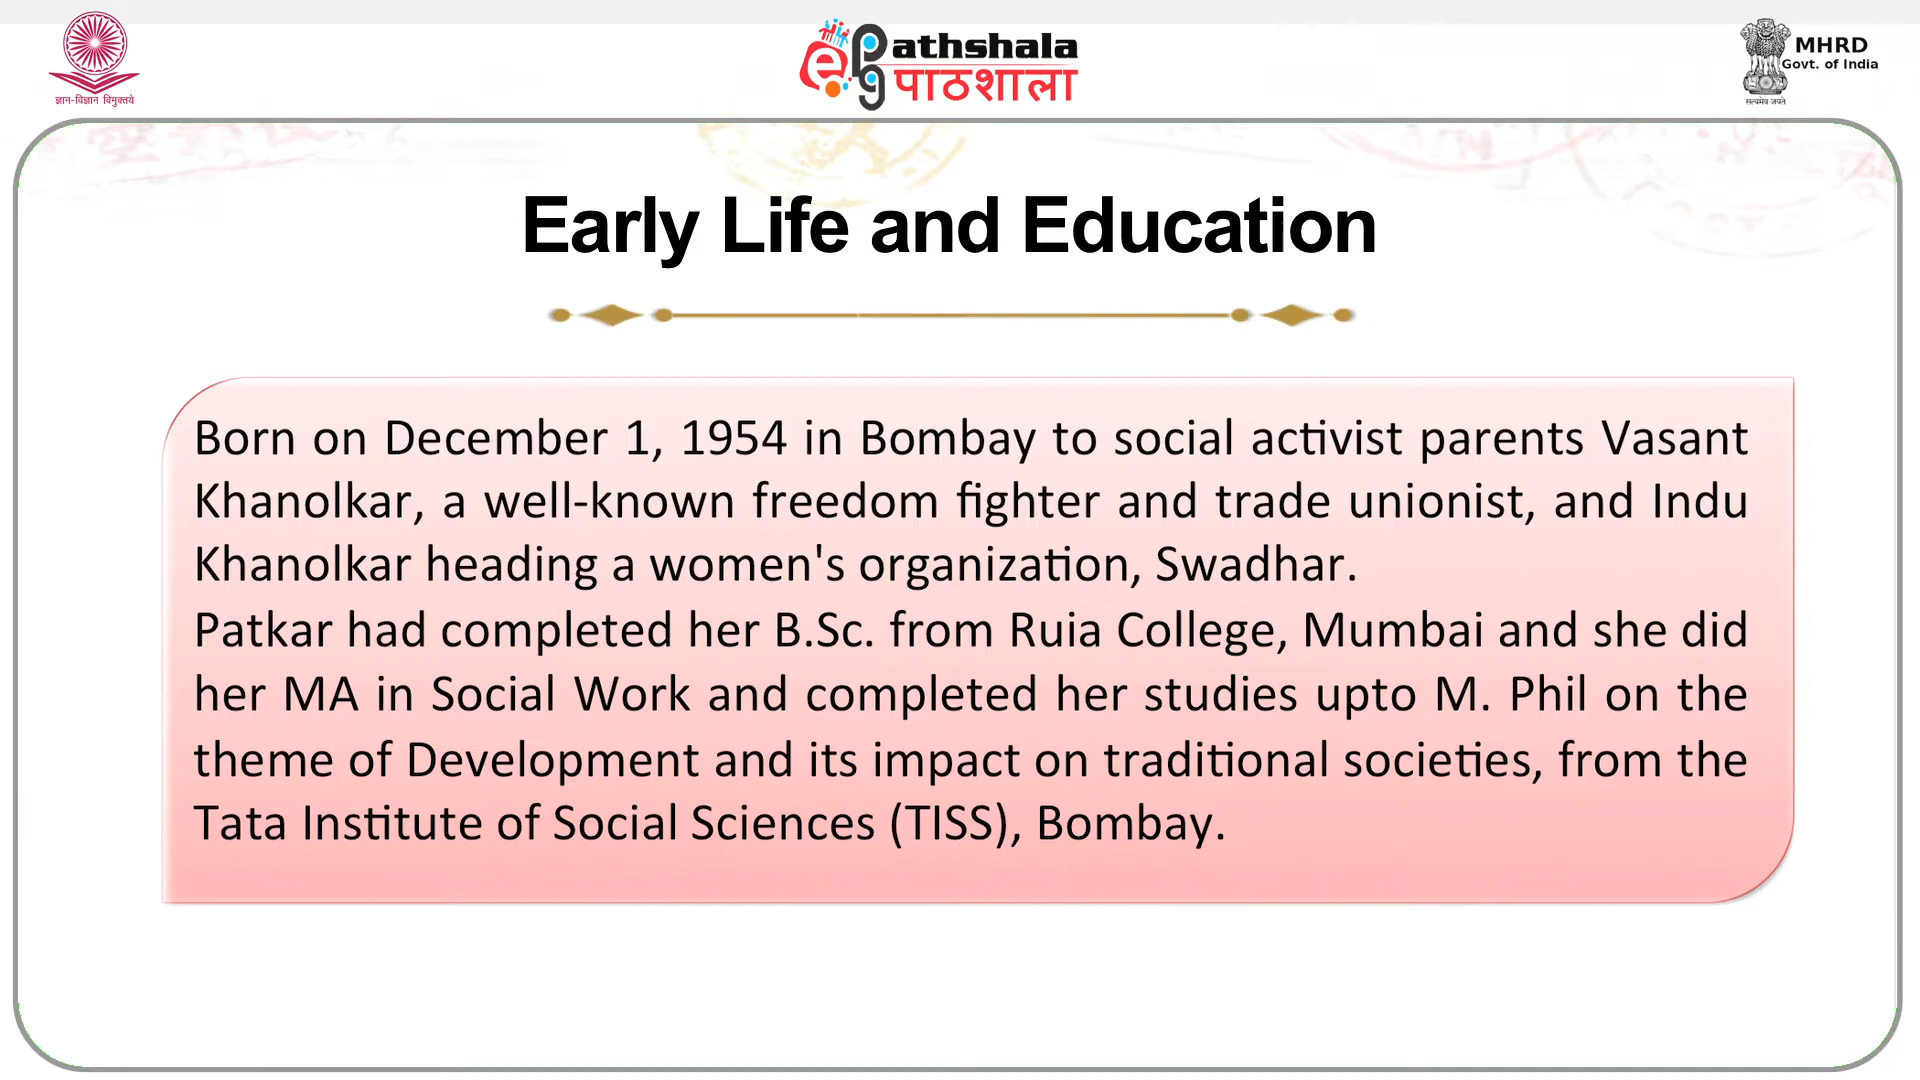 ज्ञान-विज्ञान विमुक्तये
e pg Pathshala
पाठशाला
MHRD
Govt. of India
सत्यमेव जयते
Early Life and Education
Born on December 1, 1954 in Bombay to social activist parents Vasant
Khanolkar, a well-known freedom fighter and trade unionist, and Indu
Khanolkar heading a women's organization, Swadhar.
Patkar had completed her B.Sc. from Ruia College, Mumbai and she did
her MA in Social Work and completed her studies upto M. Phil on the
theme of Development and its impact on traditional societies, from the
Tata Institute of Social Sciences (TISS), Bombay.